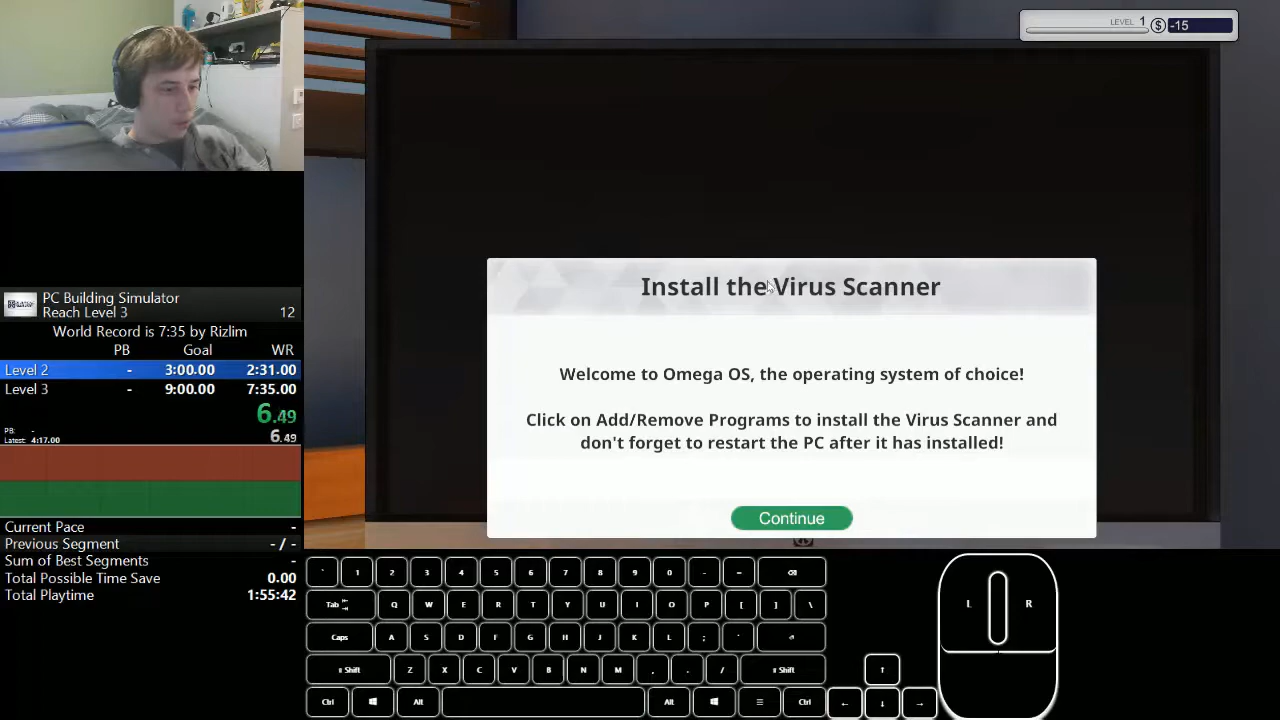 LEVEL 1 $ -15
Install the Virus Scanner
Welcome to Omega OS, the operating system of choice!
Click on Add/Remove Programs to install the Virus Scanner and
don't forget to restart the PC after it has installed!
Continue
PC Building Simulator
Reach Level 3 12
World Record is 7:35 by Rizlim
PB Goal WR
Level 2 - 3:00.00 2:31.00
Level 3 - 9:00.00 7:35.00
6.49
PB: -
Latest: 4:17.00 6.49
Current Pace -
Previous Segment - / -
Sum of Best Segments -
Total Possible Time Save 0.00
Total Playtime 1:55:42
` 1 2 3 4 5 6 7 8 9 0 - =
Tab Q W E R T Y U I O P [ ] \
Caps A S D F G H J K L ; '
Shift Z X C V B N M , . / Shift
Ctrl Alt Alt Ctrl
L R